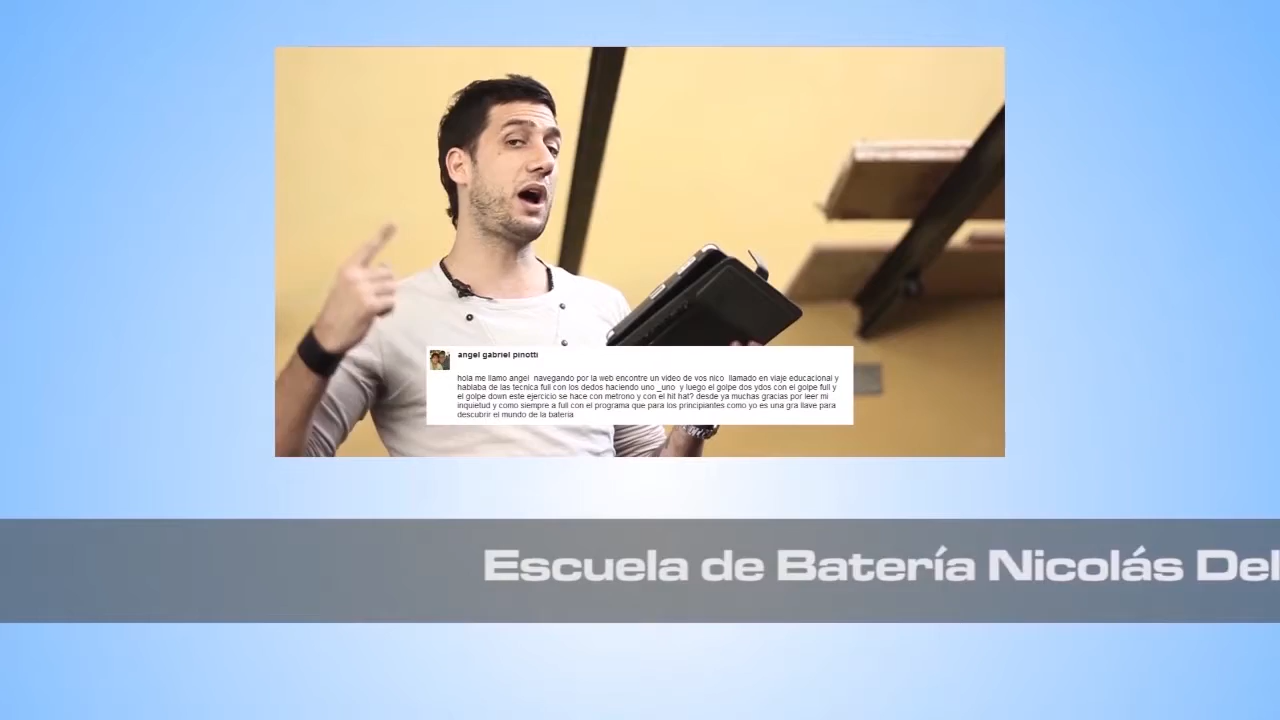 angel gabriel pinotti
hola me llamo angel navegando por la web encontre un video de vos nico llamado en viaje educacional y
hablaba de las tecnica full con los dedos haciendo uno _uno y luego el golpe dos ydos con el golpe full y
el golpe down este ejercicio se hace con metrono y con el hit hat? desde ya muchas gracias por leer mi
inquietud y como siempre a full con el programa que para los principiantes como yo es una gra llave para
descubrir el mundo de la bateria
Escuela de Batería Nicolás Del